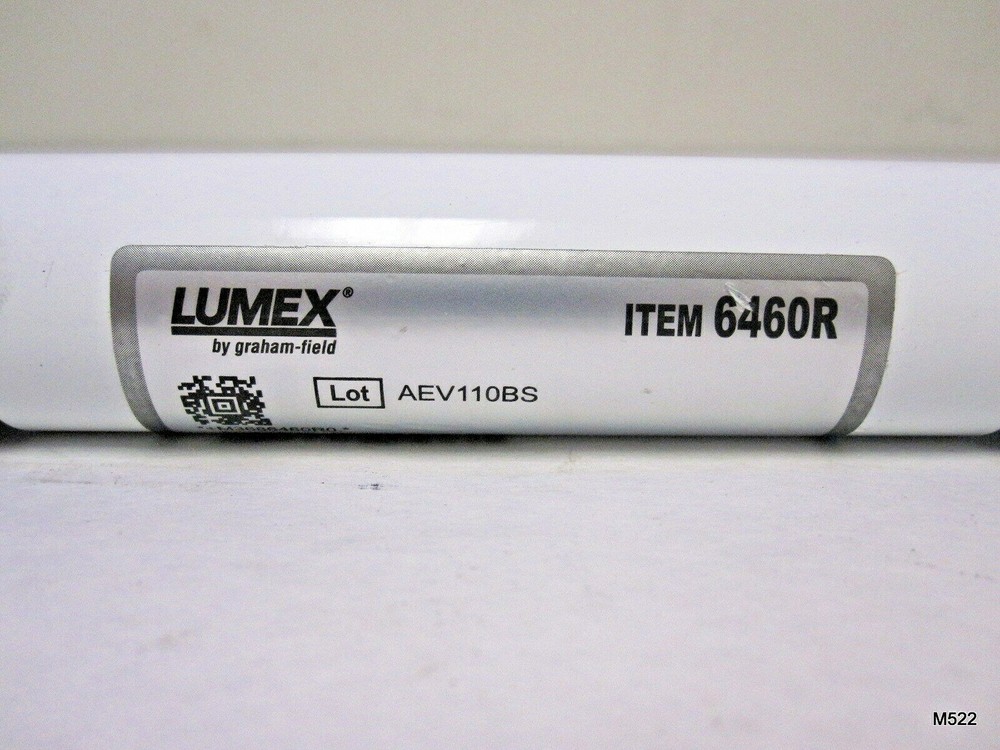 LUMEX®
by graham-field
ITEM 6460R
Lot AEV110BS
M522